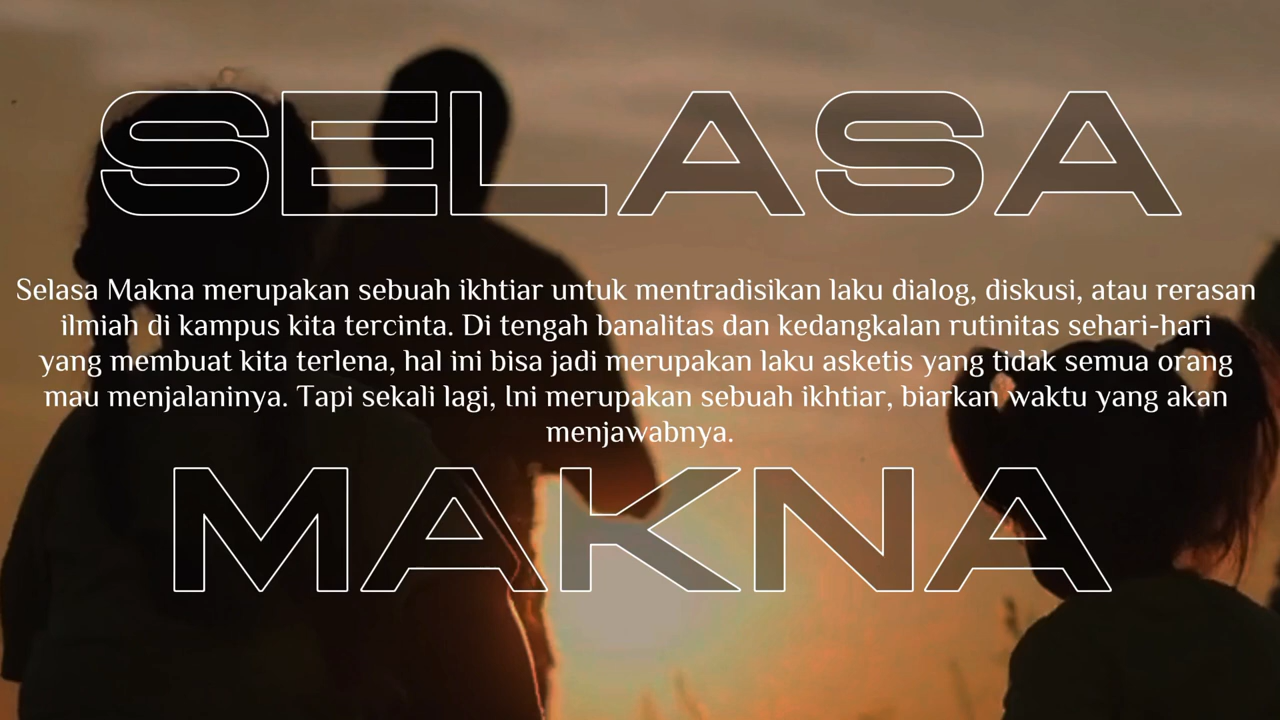 SELASA
Selasa Makna merupakan sebuah ikhtiar untuk mentradisikan laku dialog, diskusi, atau rerasan
ilmiah di kampus kita tercinta. Di tengah banalitas dan kedangkalan rutinitas sehari-hari
yang membuat kita terlena, hal ini bisa jadi merupakan laku asketis yang tidak semua orang
mau menjalaninya. Tapi sekali lagi, Ini merupakan sebuah ikhtiar, biarkan waktu yang akan
menjawabnya.
MAKNA